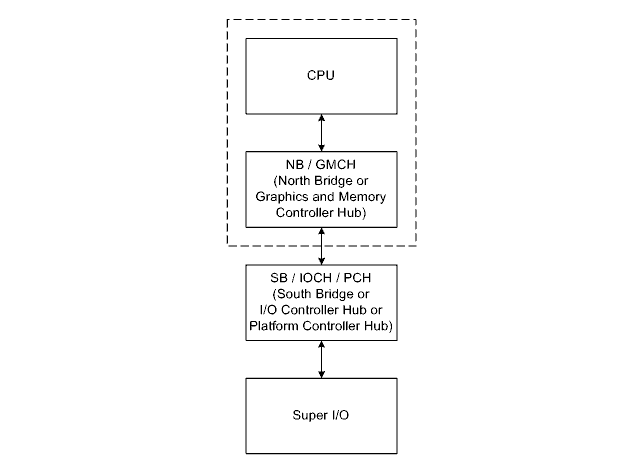 CPU
NB / GMCH
(North Bridge or
Graphics and Memory
Controller Hub)
SB / IOCH / PCH
(South Bridge or
I/O Controller Hub or
Platform Controller Hub)
Super I/O